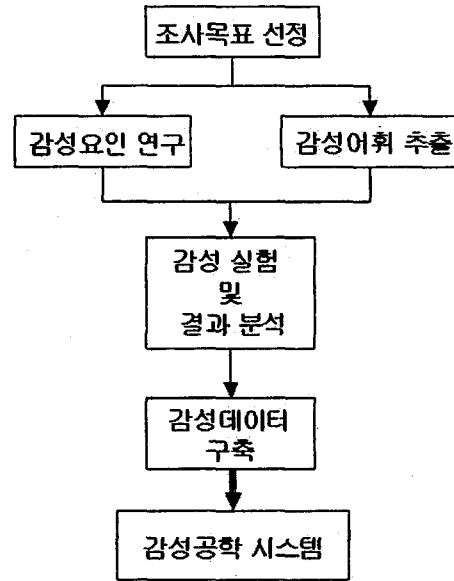 조사목표 선정
감성요인 연구
감성어휘 추출
감성 실험
및
결과 분석
감성데이터
구축
감성공학 시스템